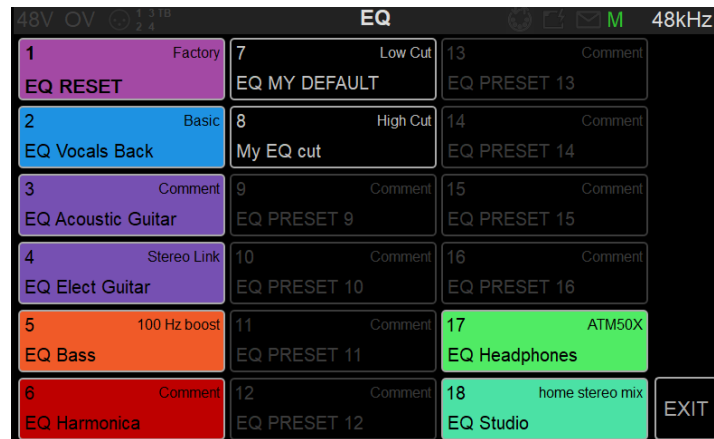 48V OV 1 3 TB EQ M 48kHz
2 4
1 Factory
EQ RESET
2 Basic
EQ Vocals Back
3 Comment
EQ Acoustic Guitar
4 Stereo Link
EQ Elect Guitar
5 100 Hz boost
EQ Bass
6 Comment
EQ Harmonica
7 Low Cut
EQ MY DEFAULT
8 High Cut
My EQ cut
9 Comment
EQ PRESET 9
10 Comment
EQ PRESET 10
11 Comment
EQ PRESET 11
12 Comment
EQ PRESET 12
13 Comment
EQ PRESET 13
14 Comment
EQ PRESET 14
15 Comment
EQ PRESET 15
16 Comment
EQ PRESET 16
17 ATM50X
EQ Headphones
18 home stereo mix
EQ Studio
EXIT